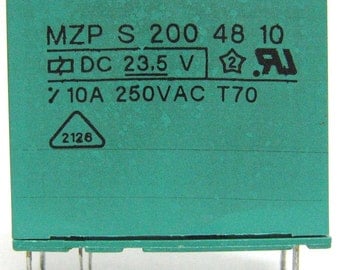 MZP S 200 48 10
DC 23,5 V 2
10A 250VAC T70
2126